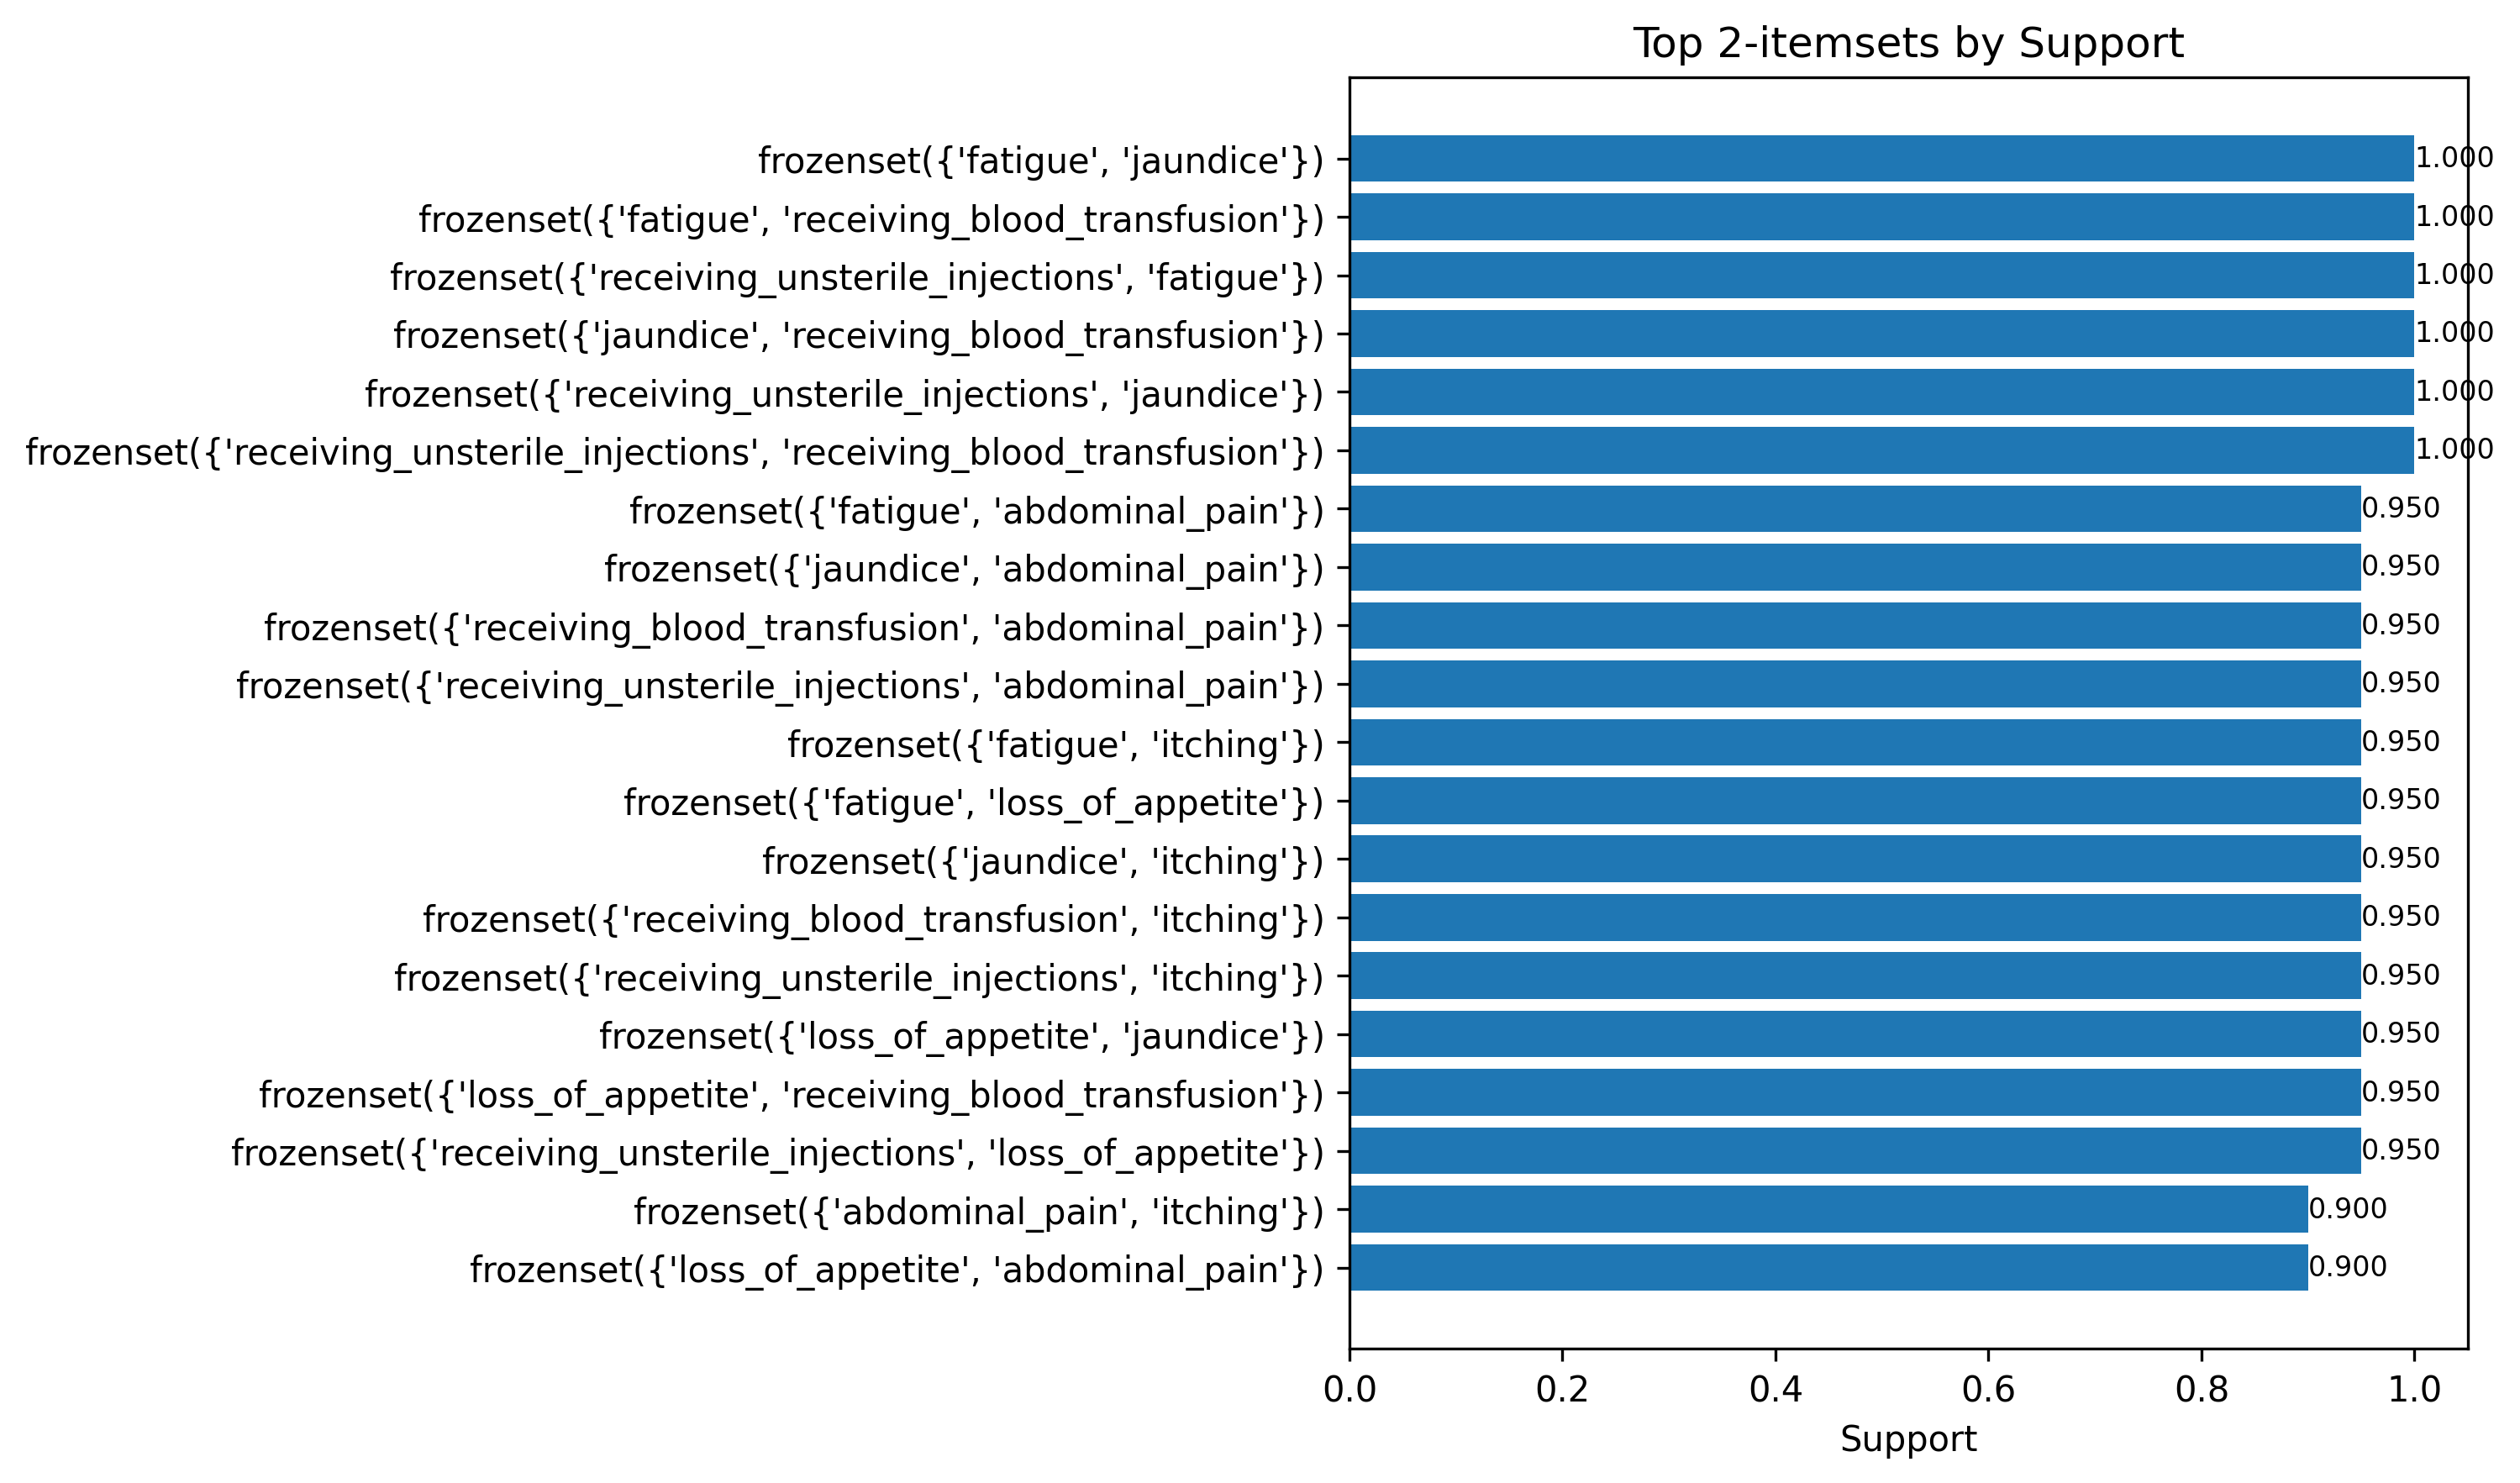 Top 2-itemsets by Support
frozenset({'fatigue', 'jaundice'}) 1.000
frozenset({'fatigue', 'receiving_blood_transfusion'}) 1.000
frozenset({'receiving_unsterile_injections', 'fatigue'}) 1.000
frozenset({'jaundice', 'receiving_blood_transfusion'}) 1.000
frozenset({'receiving_unsterile_injections', 'jaundice'}) 1.000
frozenset({'receiving_unsterile_injections', 'receiving_blood_transfusion'}) 1.000
frozenset({'fatigue', 'abdominal_pain'}) 0.950
frozenset({'jaundice', 'abdominal_pain'}) 0.950
frozenset({'receiving_blood_transfusion', 'abdominal_pain'}) 0.950
frozenset({'receiving_unsterile_injections', 'abdominal_pain'}) 0.950
frozenset({'fatigue', 'itching'}) 0.950
frozenset({'fatigue', 'loss_of_appetite'}) 0.950
frozenset({'jaundice', 'itching'}) 0.950
frozenset({'receiving_blood_transfusion', 'itching'}) 0.950
frozenset({'receiving_unsterile_injections', 'itching'}) 0.950
frozenset({'loss_of_appetite', 'jaundice'}) 0.950
frozenset({'loss_of_appetite', 'receiving_blood_transfusion'}) 0.950
frozenset({'receiving_unsterile_injections', 'loss_of_appetite'}) 0.950
frozenset({'abdominal_pain', 'itching'}) 0.900
frozenset({'loss_of_appetite', 'abdominal_pain'}) 0.900
0.0 0.2 0.4 0.6 0.8 1.0
Support